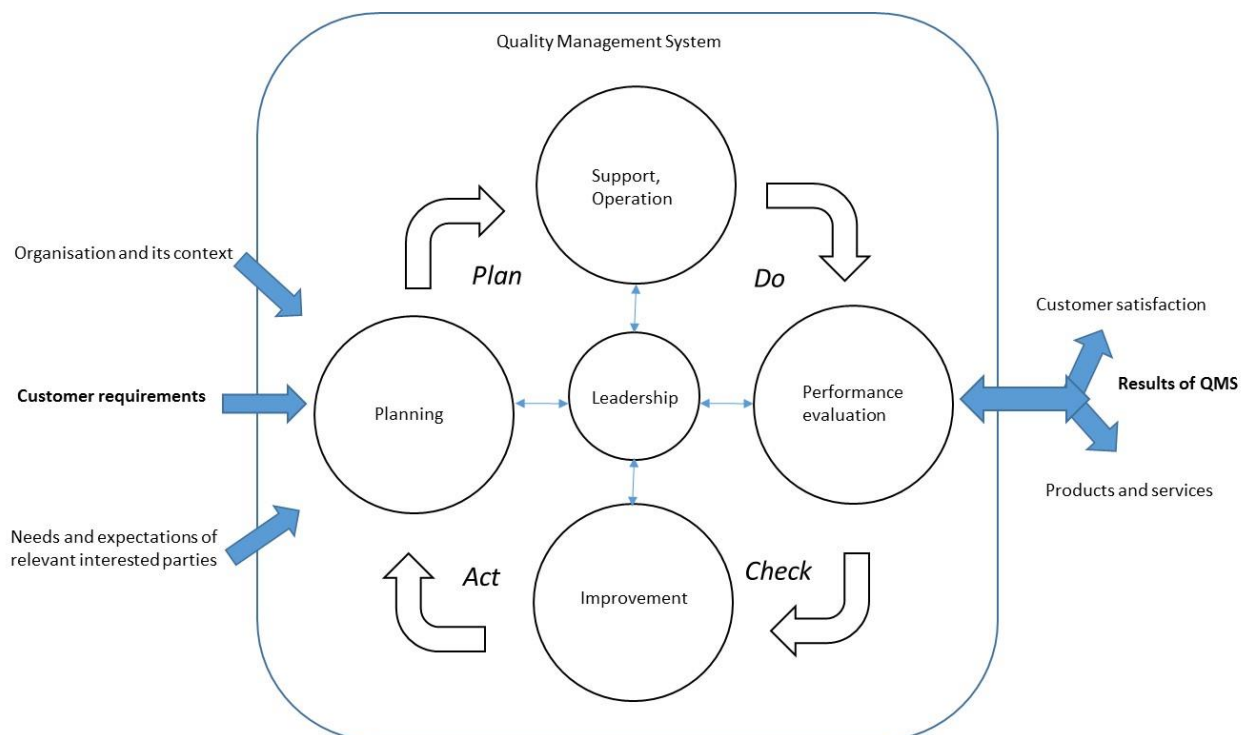 Quality Management System
Support,
Operation
Plan
Do
Organisation and its context
Customer requirements
Needs and expectations of
relevant interested parties
Planning
Leadership
Performance
evaluation
Customer satisfaction
Results of QMS
Products and services
Act
Check
Improvement